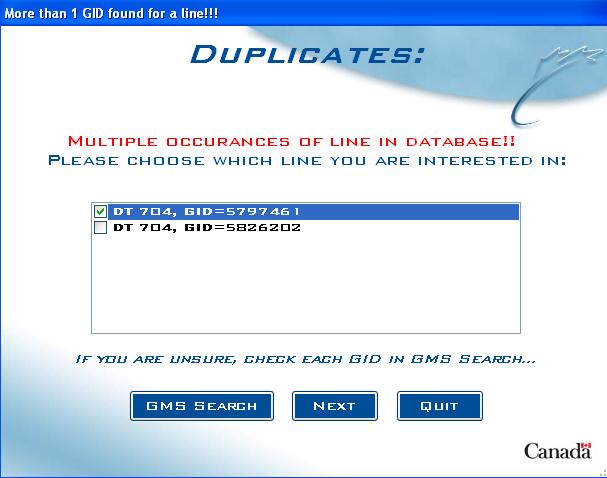 More than 1 GID found for a line!!!
DUPLICATES:
MULTIPLE OCCURANCES OF LINE IN DATABASE!!
PLEASE CHOOSE WHICH LINE YOU ARE INTERESTED IN:
DT 704, GID=5797461
DT 704, GID=5826202
IF YOU ARE UNSURE, CHECK EACH GID IN GMS SEARCH...
GMS SEARCH NEXT QUIT
Canada